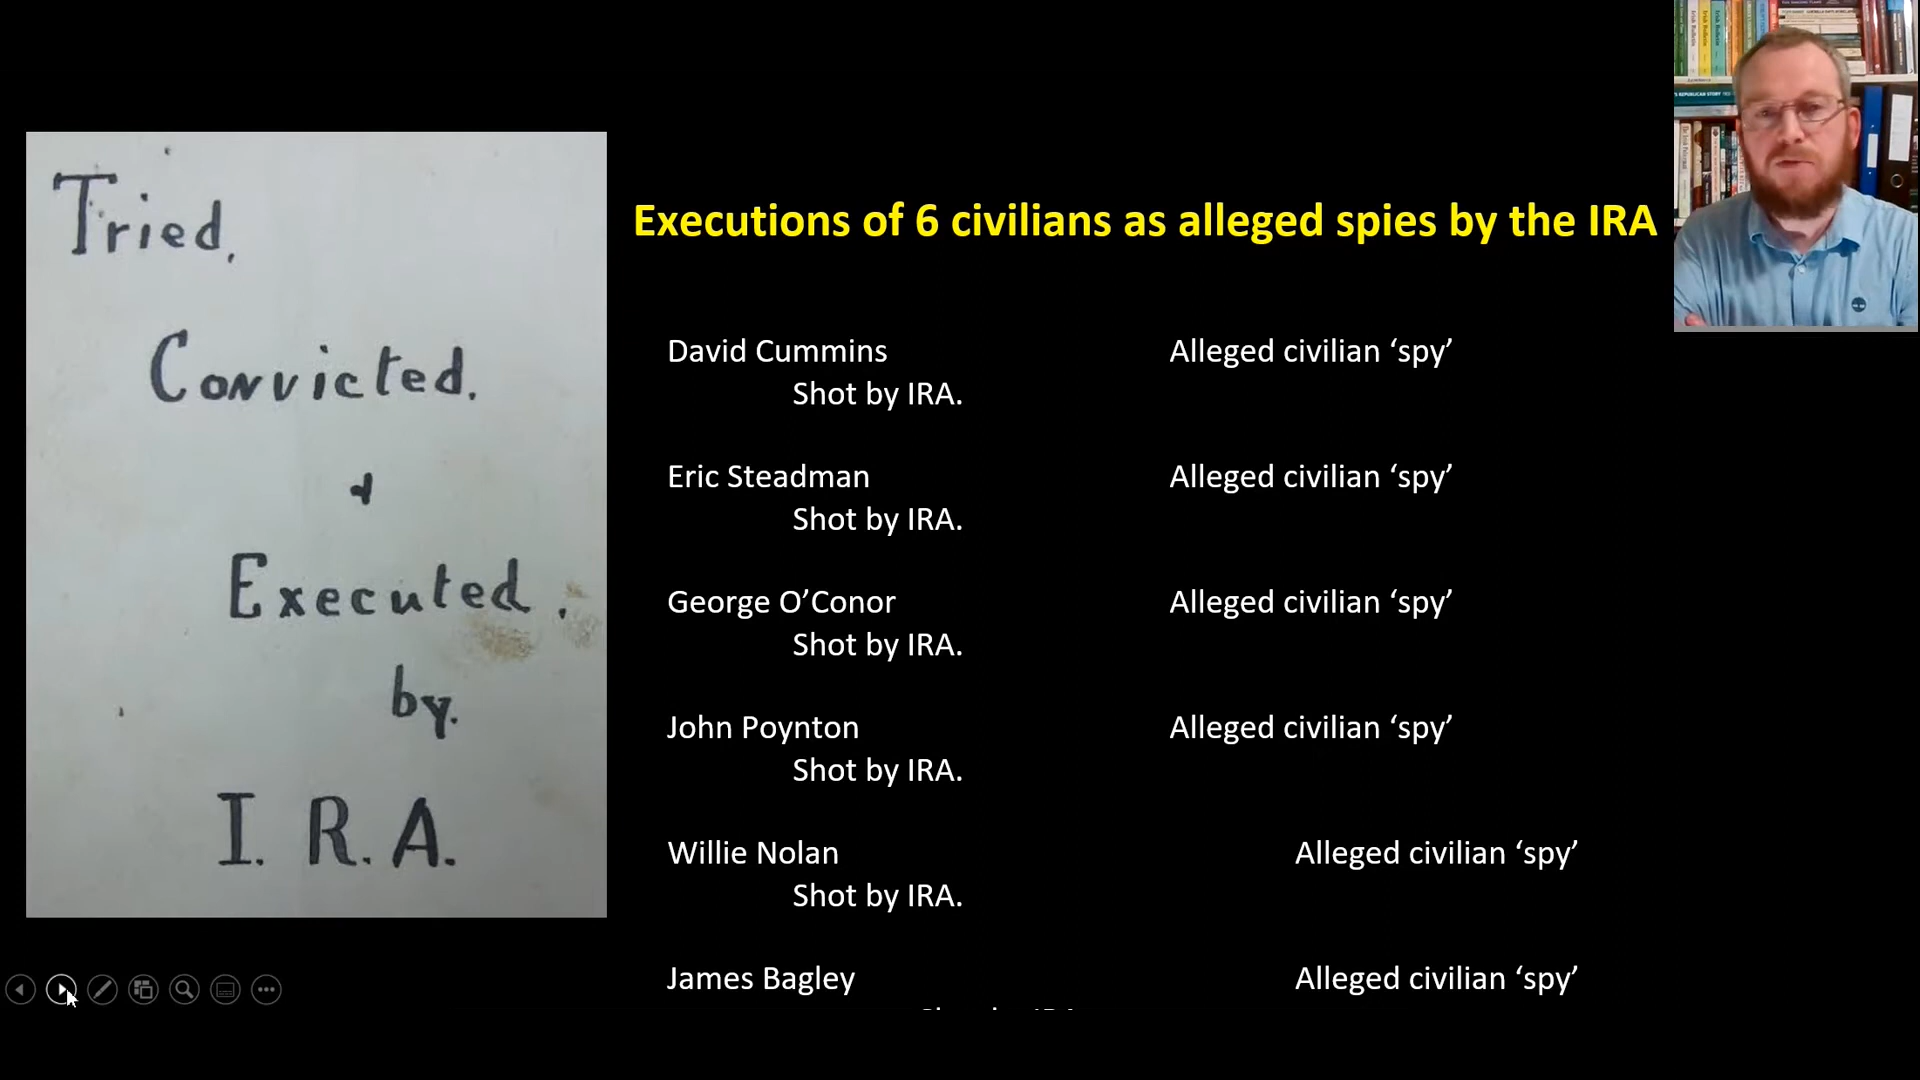 Tried,
Convicted.
&
Executed.
by.
I. R. A.
Executions of 6 civilians as alleged spies by the IRA
David Cummins Alleged civilian ‘spy’
Shot by IRA.
Eric Steadman Alleged civilian ‘spy’
Shot by IRA.
George O’Conor Alleged civilian ‘spy’
Shot by IRA.
John Poynton Alleged civilian ‘spy’
Shot by IRA.
Willie Nolan Alleged civilian ‘spy’
Shot by IRA.
James Bagley Alleged civilian ‘spy’